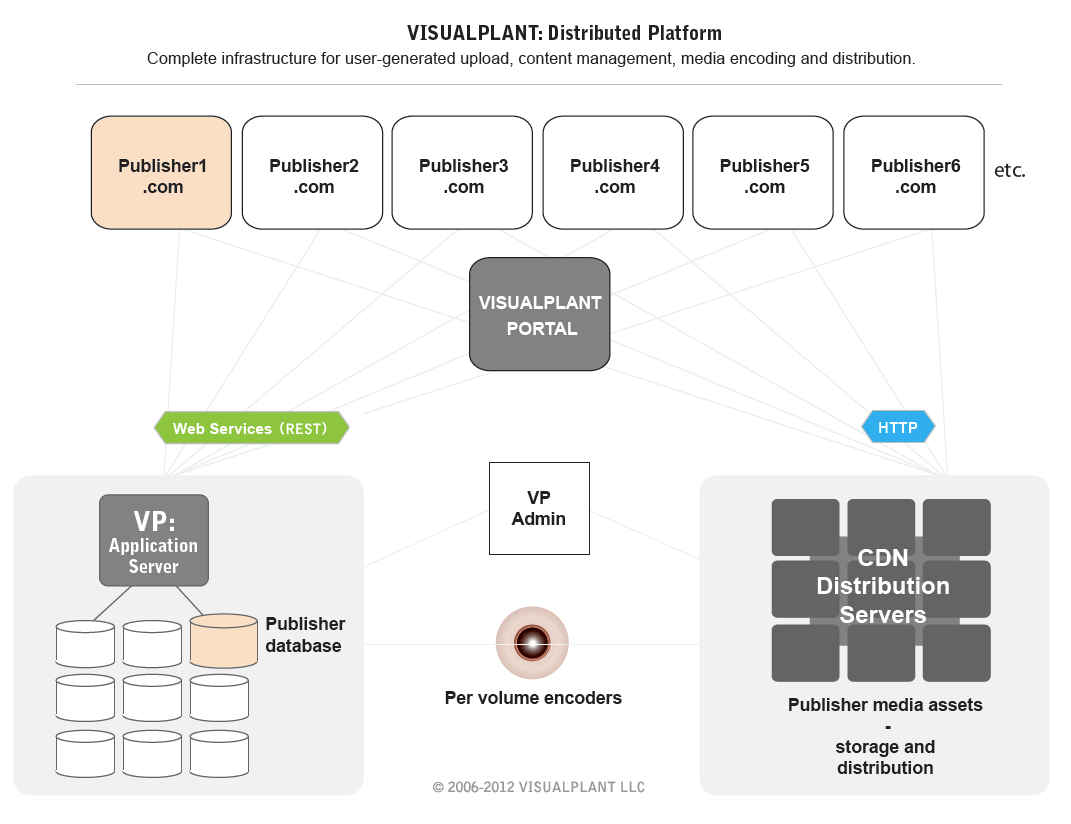 VISUALPLANT: Distributed Platform
Complete infrastructure for user-generated upload, content management, media encoding and distribution.
Publisher1
.com
Publisher2
.com
Publisher3
.com
Publisher4
.com
Publisher5
.com
Publisher6
.com
etc.
VISUALPLANT
PORTAL
Web Services (REST)
HTTP
VP:
Application
Server
Publisher
database
VP
Admin
Per volume encoders
CDN
Distribution
Servers
Publisher media assets
-
storage and
distribution
© 2006-2012 VISUALPLANT LLC